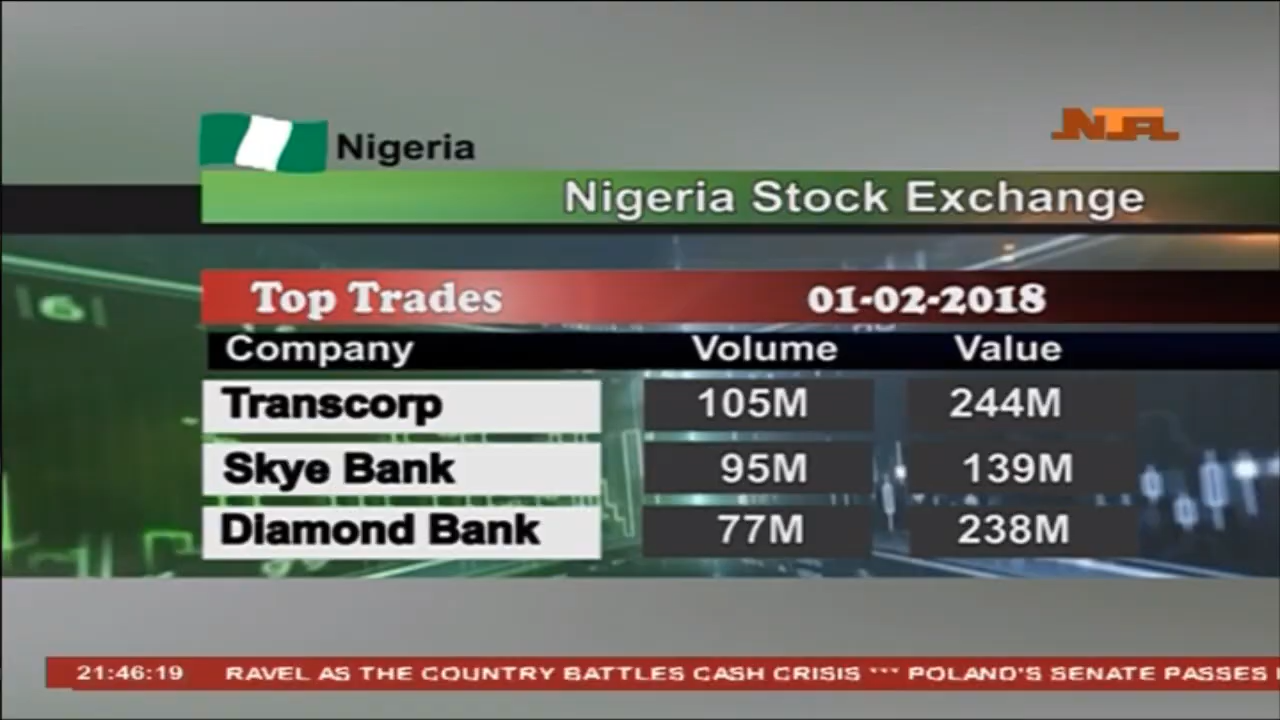 Nigeria
NTA
Nigeria Stock Exchange
Top Trades 01-02-2018
Company Volume Value
Transcorp 105M 244M
Skye Bank 95M 139M
Diamond Bank 77M 238M
21:46:19 RAVEL AS THE COUNTRY BATTLES CASH CRISIS *** POLAND'S SENATE PASSES